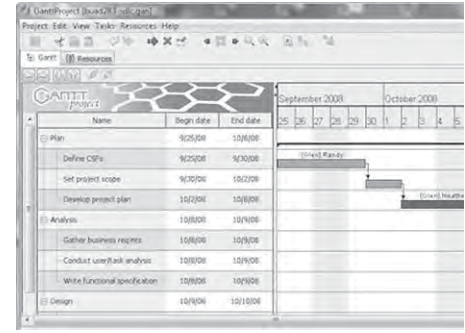 GanttProject
Project Edit View Tasks Resources Help
Gantt Resources
GANTT project
Name Begin date End date
September 2008 October 2008
25 26 27 28 29 30 1 2 3 4 5
Plan 9/25/08 10/8/08
Define CSFs 9/25/08 9/30/08
Randy
Set project scope 9/30/08 10/2/08
Develop project plan 10/2/08 10/8/08
Analysis 10/8/08 10/9/08
Gather business reqmts 10/8/08 10/9/08
Conduct user/task analysis 10/8/08 10/9/08
Write functional specification 10/8/08 10/9/08
Design 10/9/08 10/10/08